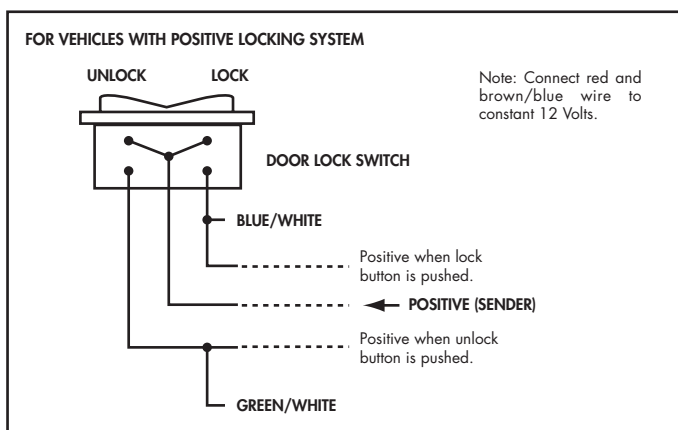 FOR VEHICLES WITH POSITIVE LOCKING SYSTEM
UNLOCK LOCK
Note: Connect red and
brown/blue wire to
constant 12 Volts.
DOOR LOCK SWITCH
BLUE/WHITE
Positive when lock
button is pushed.
POSITIVE (SENDER)
Positive when unlock
button is pushed.
GREEN/WHITE